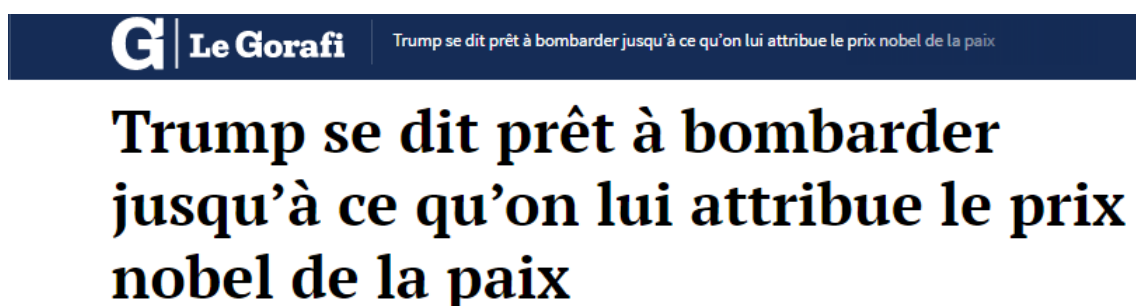 G Le Gorafi Trump se dit prêt à bombarder jusqu’à ce qu’on lui attribue le prix nobel de la paix
Trump se dit prêt à bombarder
jusqu’à ce qu’on lui attribue le prix
nobel de la paix